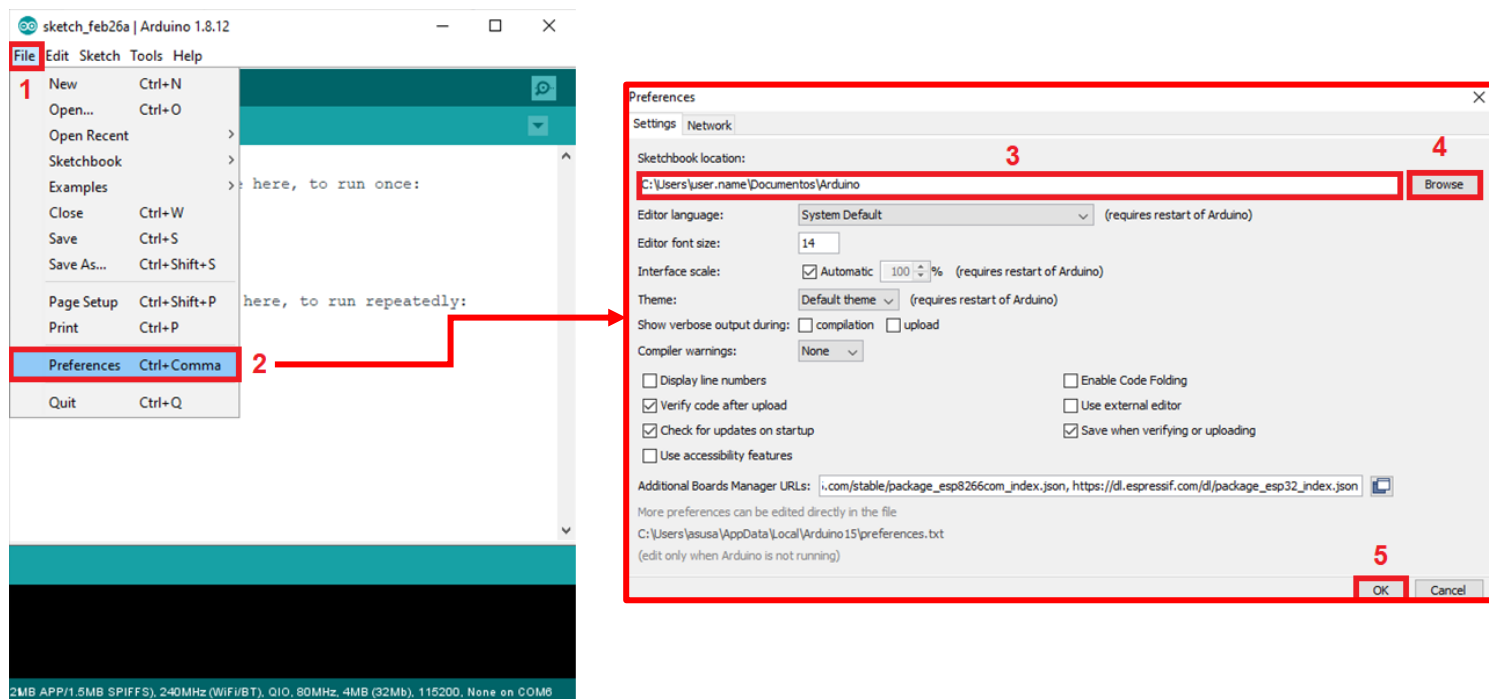 sketch_feb26a | Arduino 1.8.12
File Edit Sketch Tools Help
1
New Ctrl+N
Open... Ctrl+O
Open Recent
Sketchbook
Examples
Close Ctrl+W
Save Ctrl+S
Save As... Ctrl+Shift+S
Page Setup Ctrl+Shift+P
Print Ctrl+P
Preferences Ctrl+Comma
2
Quit Ctrl+Q
here, to run once:
here, to run repeatedly:
2MB APP/1.5MB SPIFFS), 240MHz (WiFi/BT), QIO, 80MHz, 4MB (32Mb), 115200, None on COM6
Preferences
Settings Network
Sketchbook location:
3
4
C:\Users\user.name\Documentos\Arduino
Browse
Editor language: System Default (requires restart of Arduino)
Editor font size: 14
Interface scale: Automatic 100 % (requires restart of Arduino)
Theme: Default theme (requires restart of Arduino)
Show verbose output during: compilation upload
Compiler warnings: None
Display line numbers Enable Code Folding
Verify code after upload Use external editor
Check for updates on startup Save when verifying or uploading
Use accessibility features
Additional Boards Manager URLs: .com/stable/package_esp8266com_index.json, https://dl.espressif.com/dl/package_esp32_index.json
More preferences can be edited directly in the file
C:\Users\asusa\AppData\Local\Arduino15\preferences.txt
(edit only when Arduino is not running)
5
OK Cancel